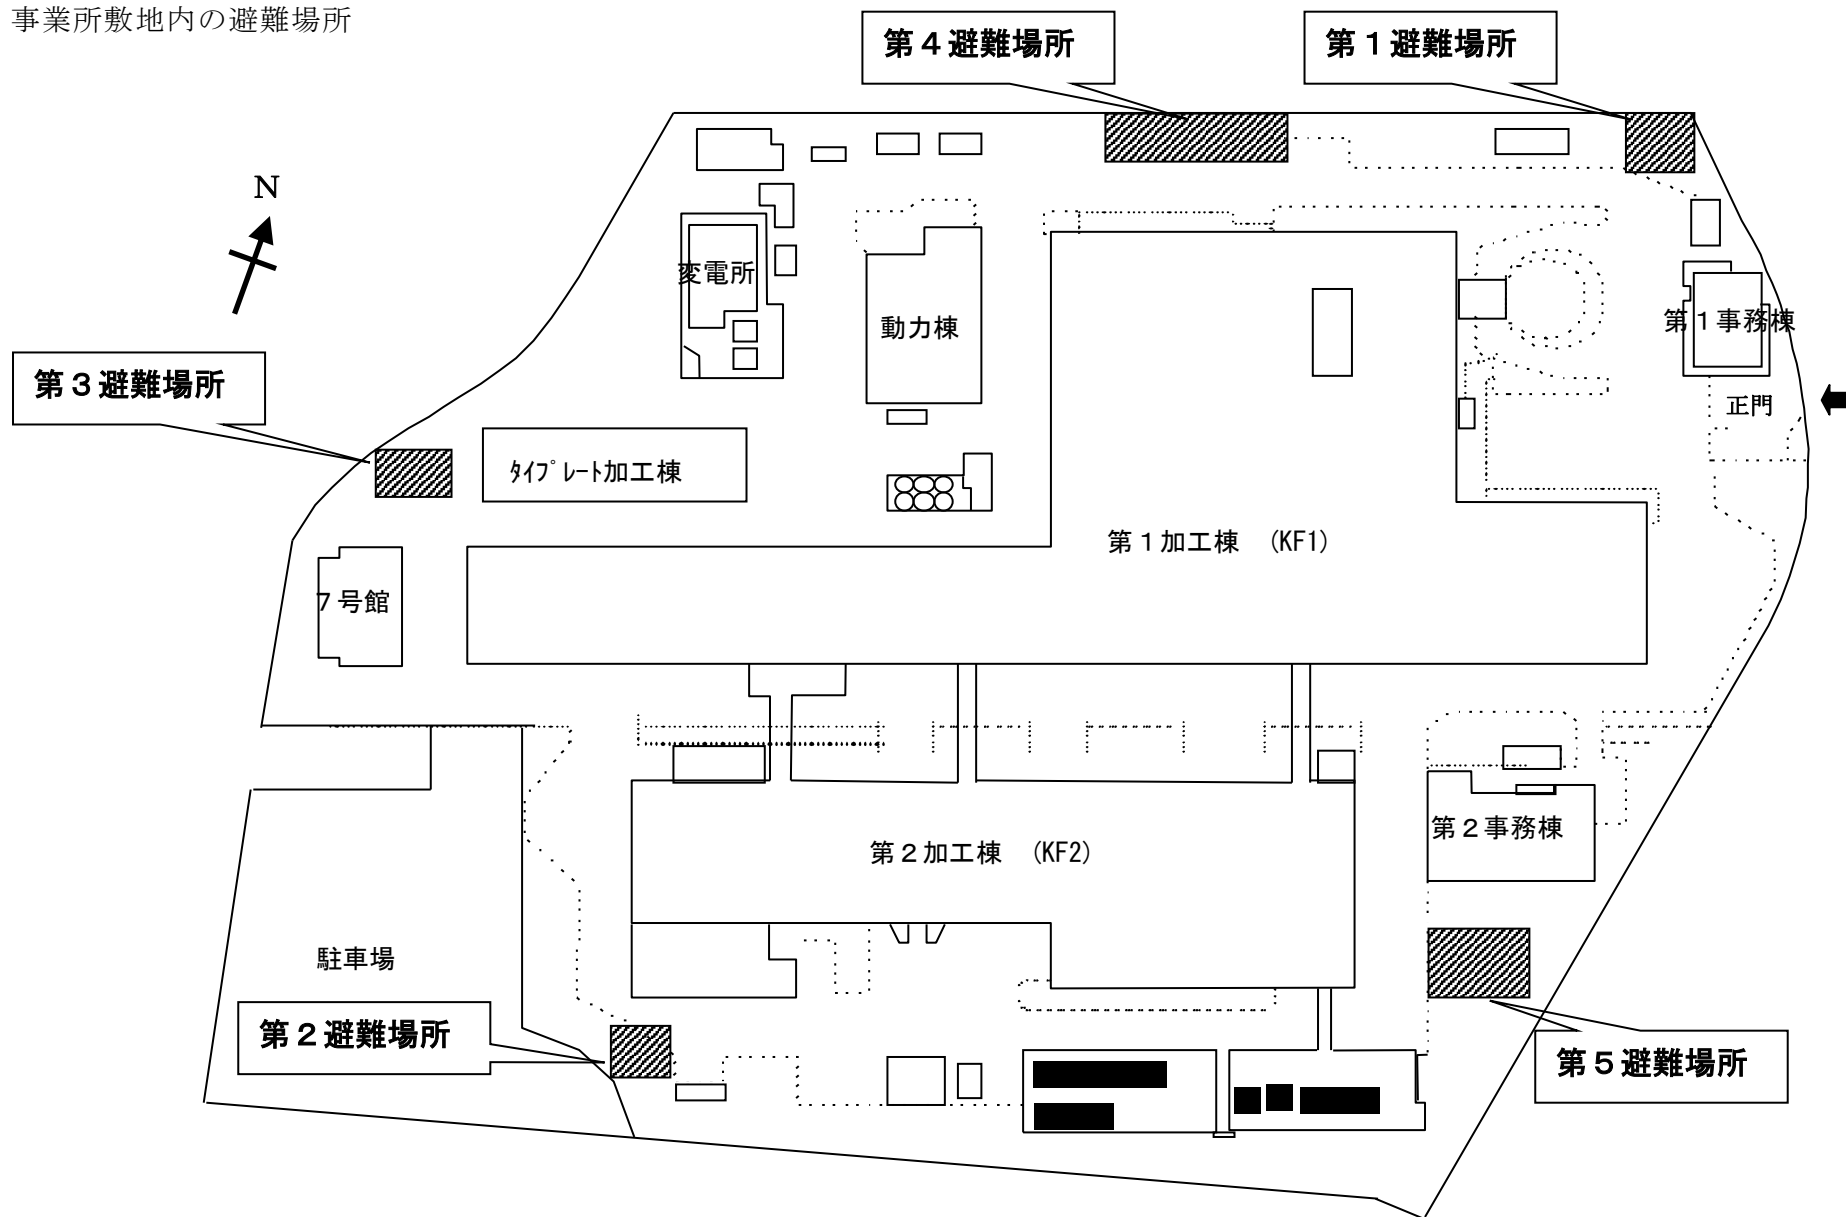 事業所敷地内の避難場所
第４避難場所
第１避難場所
N
変電所
動力棟
第１事務棟
第３避難場所
正門
ﾀｲﾌﾟﾚｰﾄ加工棟
第１加工棟　(KF1)
７号館
第２事務棟
第２加工棟　(KF2)
駐車場
第２避難場所
第５避難場所